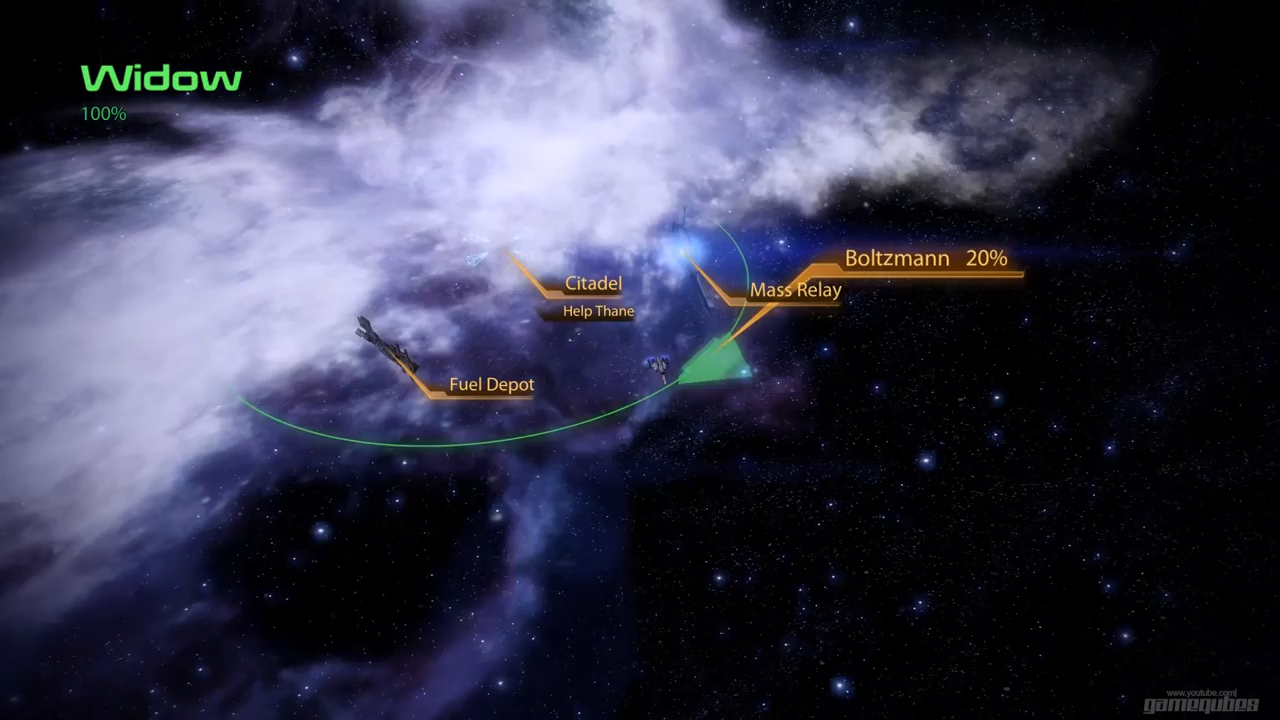 Widow
100%
Boltzmann 20%
Citadel
Mass Relay
Help Thane
Fuel Depot
www.youtube.com|
gamequbes